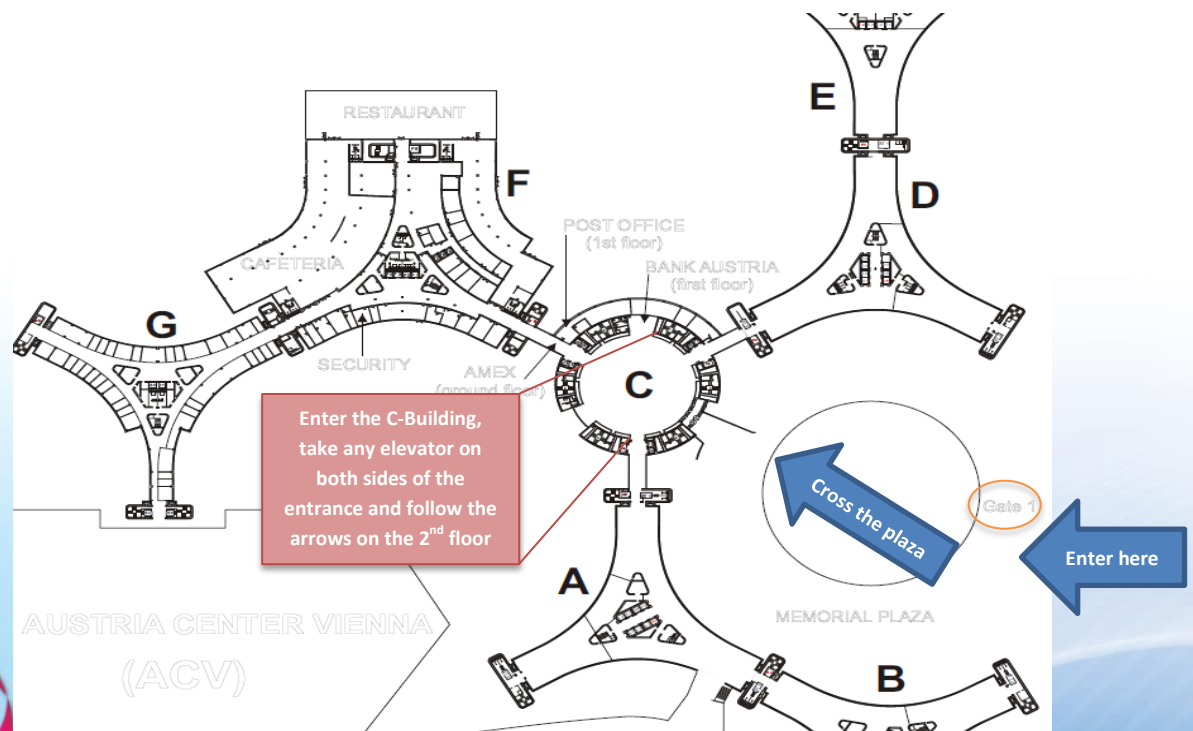 RESTAURANT
E
F
D
POST OFFICE
(1st floor)
CAFETERIA
BANK AUSTRIA
(first floor)
G
SECURITY
AMEX
(ground floor)
C
Enter the C-Building,
take any elevator on
both sides of the
entrance and follow the
arrows on the 2nd floor
Cross the plaza
Gate 1
Enter here
A
MEMORIAL PLAZA
AUSTRIA CENTER VIENNA
(ACV)
B